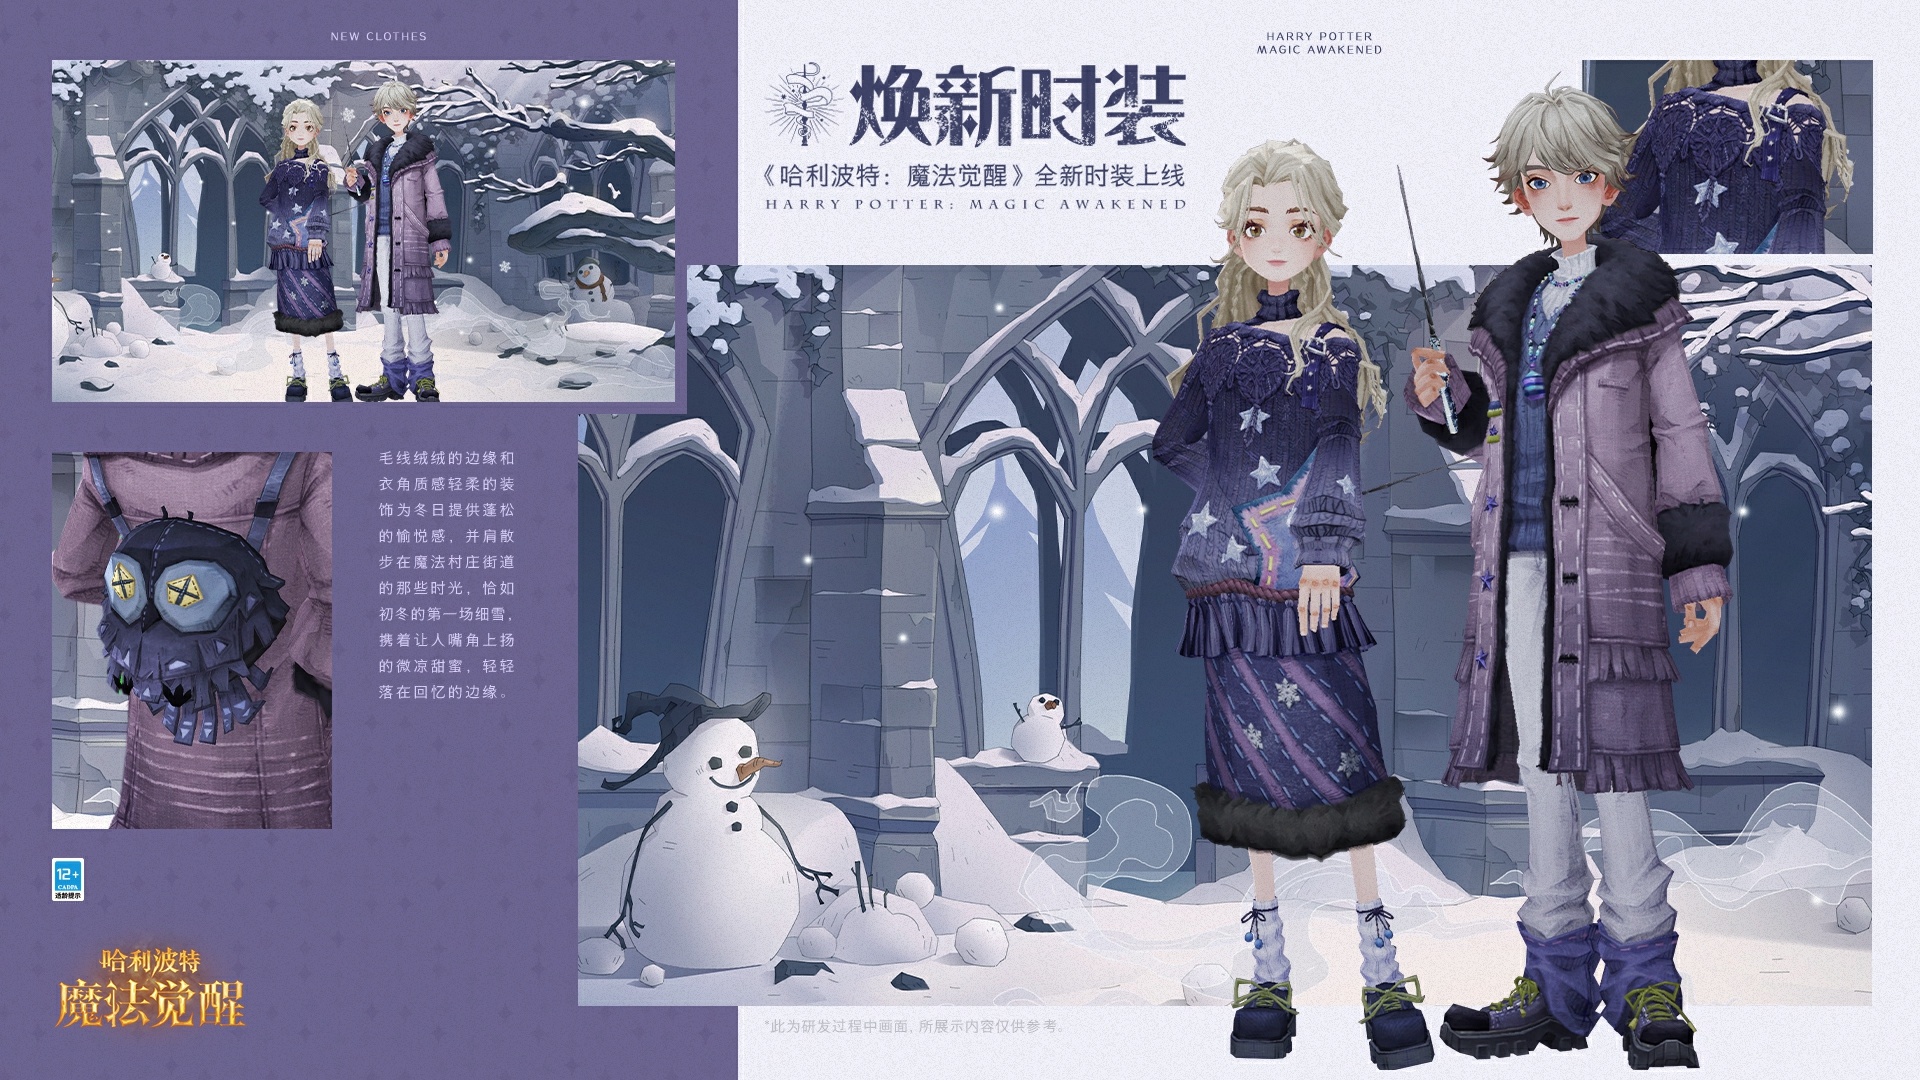 NEW CLOTHES
毛线绒绒的边缘和
衣角质感轻柔的装
饰为冬日提供蓬松
的愉悦感，并肩散
步在魔法村庄街道
的那些时光，恰如
初冬的第一场细雪，
携着让人嘴角上扬
的微凉甜蜜，轻轻
落在回忆的边缘。
12+
CADPA
适龄提示
哈利波特
魔法觉醒
HARRY POTTER
MAGIC AWAKENED
焕新时装
《哈利波特：魔法觉醒》全新时装上线
HARRY POTTER: MAGIC AWAKENED
*此为研发过程中画面，所展示内容仅供参考。